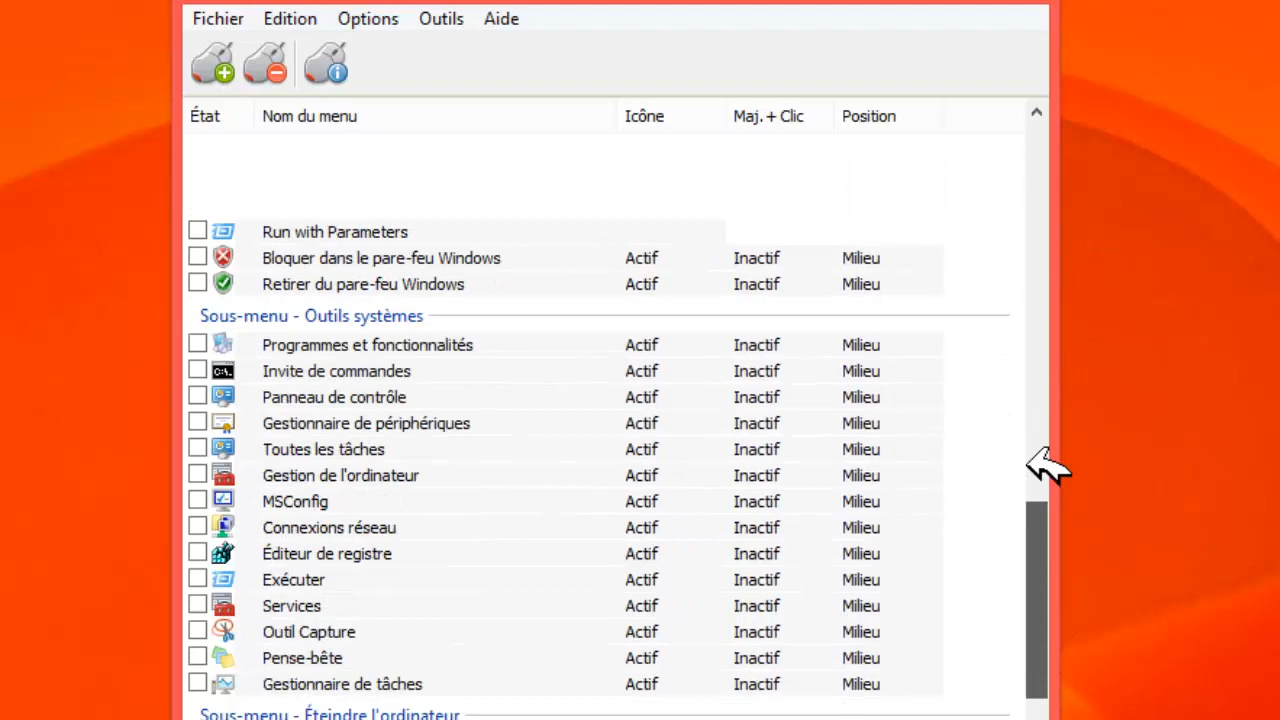 Fichier Edition Options Outils Aide
État Nom du menu Icône Maj. + Clic Position
Run with Parameters
Bloquer dans le pare-feu Windows Actif Inactif Milieu
Retirer du pare-feu Windows Actif Inactif Milieu
Sous-menu - Outils systèmes
Programmes et fonctionnalités Actif Inactif Milieu
C:\.
Invite de commandes Actif Inactif Milieu
Panneau de contrôle Actif Inactif Milieu
Gestionnaire de périphériques Actif Inactif Milieu
Toutes les tâches Actif Inactif Milieu
Gestion de l'ordinateur Actif Inactif Milieu
MSConfig Actif Inactif Milieu
Connexions réseau Actif Inactif Milieu
Éditeur de registre Actif Inactif Milieu
Exécuter Actif Inactif Milieu
Services Actif Inactif Milieu
Outil Capture Actif Inactif Milieu
Pense-bête Actif Inactif Milieu
Gestionnaire de tâches Actif Inactif Milieu
Sous-menu - Éteindre l'ordinateur